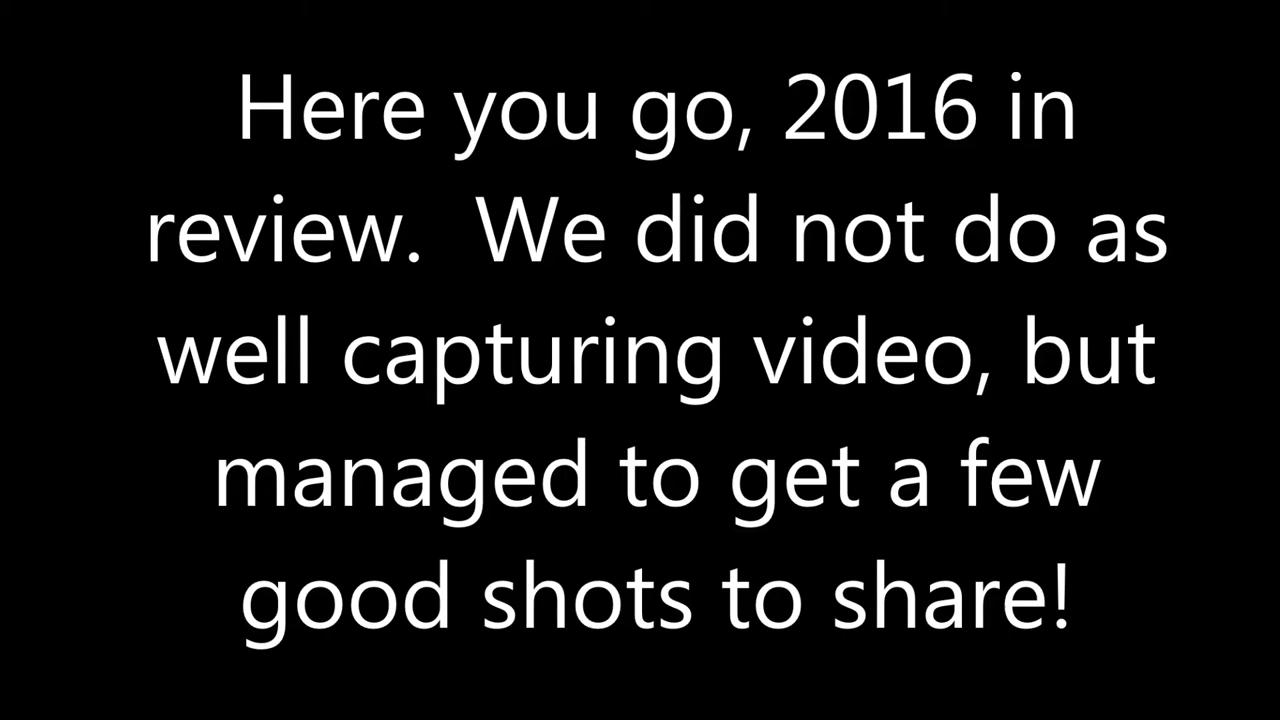 Here you go, 2016 in
review.  We did not do as
well capturing video, but
managed to get a few
good shots to share!